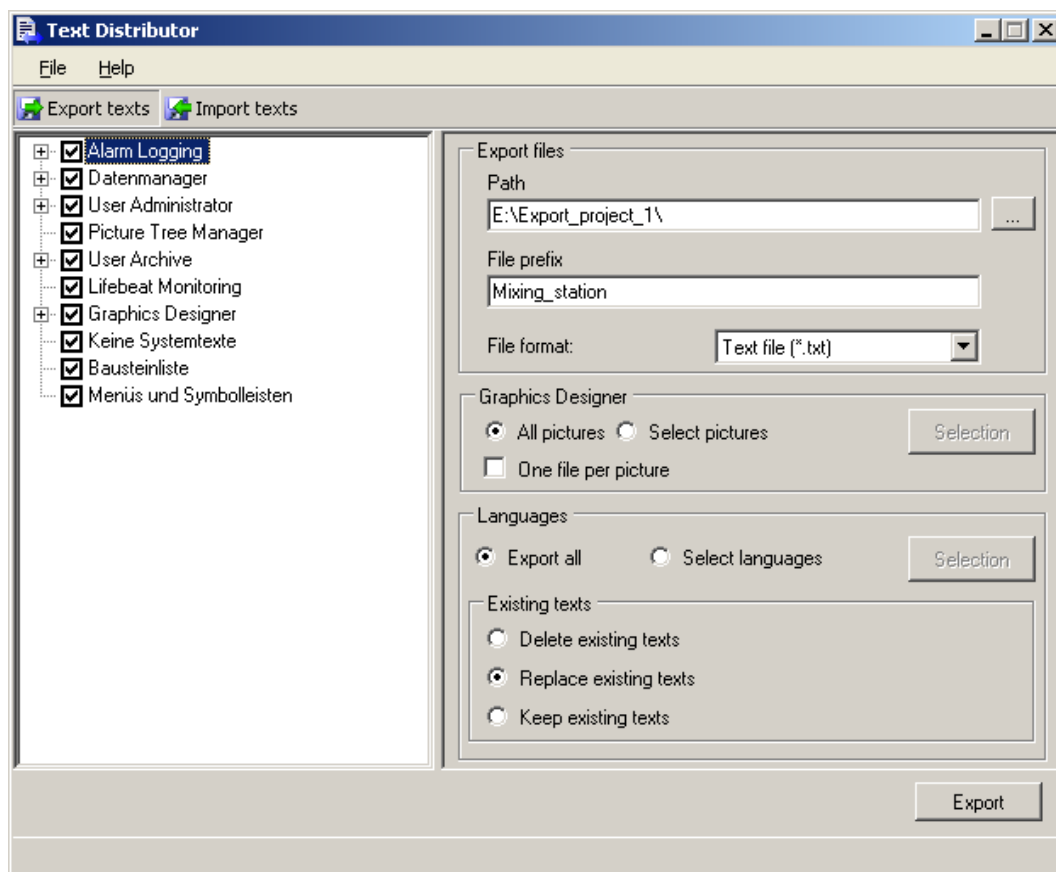 Text Distributor
File Help
Export texts Import texts
Alarm Logging
Datenmanager
User Administrator
Picture Tree Manager
User Archive
Lifebeat Monitoring
Graphics Designer
Keine Systemtexte
Bausteinliste
Menüs und Symbolleisten
Export files
Path
E:\Export_project_1\ ...
File prefix
Mixing_station
File format: Text file (*.txt)
Graphics Designer
All pictures Select pictures Selection
One file per picture
Languages
Export all Select languages Selection
Existing texts
Delete existing texts
Replace existing texts
Keep existing texts
Export